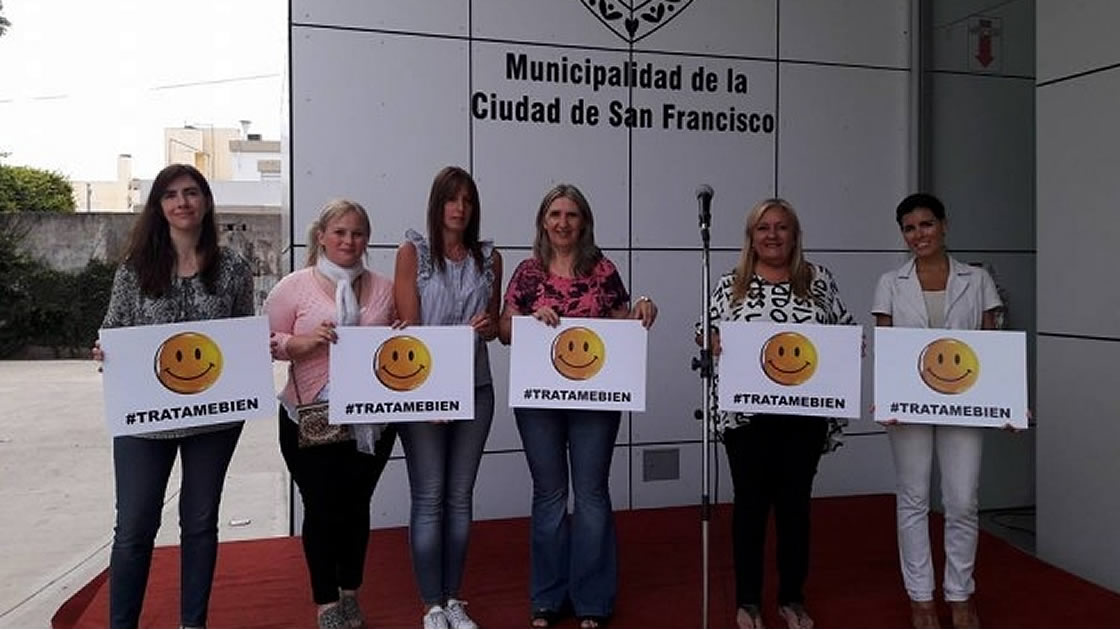 Municipalidad de la
Ciudad de San Francisco
#TRATAMEBIEN
#TRATAMEBIEN
#TRATAMEBIEN
#TRATAMEBIEN
#TRATAMEBIEN